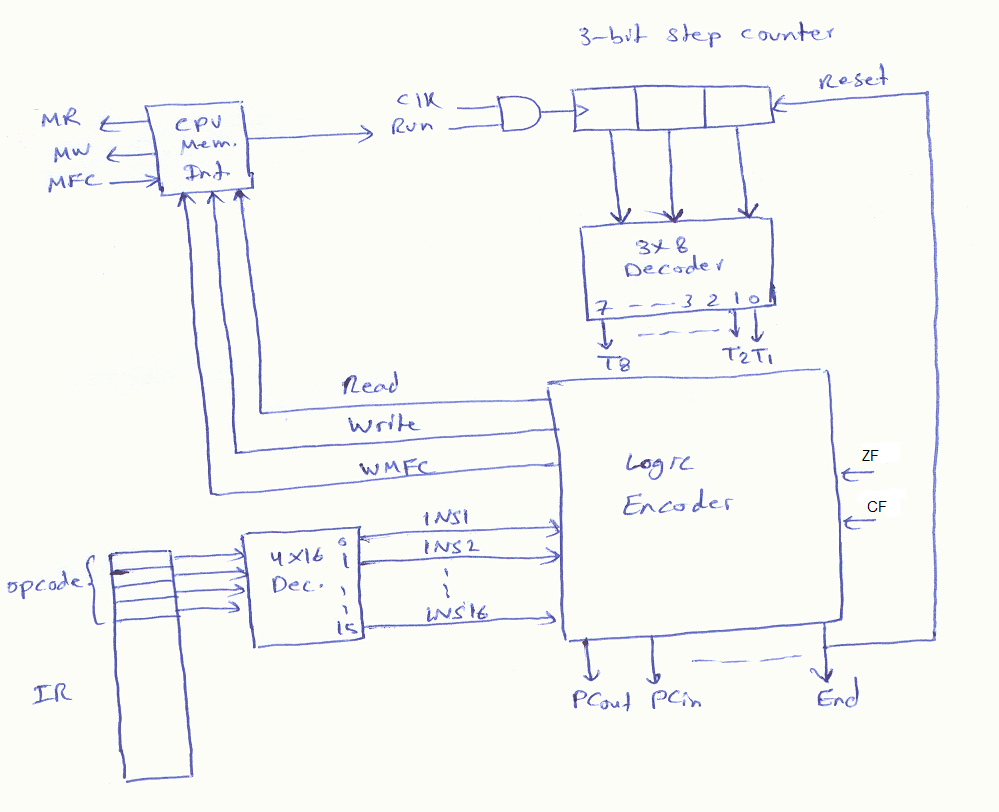 3-bit step counter
Reset
MR
MW
MFC
CPU
Mem.
Int
Clk
Run
3x8
Decoder
7 - - - 3 2 1 0
T8
T2 T1
Read
Write
WMFC
Logic
Encoder
ZF
CF
opcode
IR
4x16
Dec.
0
1
15
INS1
INS2
INS16
PCout PCin
End